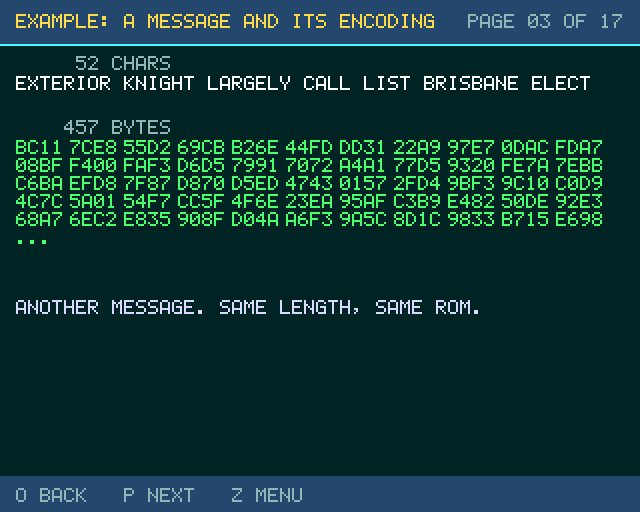 EXAMPLE: A MESSAGE AND ITS ENCODING PAGE 03 OF 17
52 CHARS
EXTERIOR KNIGHT LARGELY CALL LIST BRISBANE ELECT
457 BYTES
BC11 7CE8 55D2 69CB B26E 44FD DD31 22A9 97E7 0DAC FDA7
08BF F400 FAF3 D6D5 7991 7072 A4A1 77D5 9320 FE7A 7EBB
C6BA EFD8 7F87 D870 D5ED 4743 0157 2FD4 9BF3 9C10 C0D9
4C7C 5A01 54F7 CC5F 4F6E 23EA 95AF C3B9 E482 50DE 92E3
68A7 6EC2 E835 908F D04A A6F3 9A5C 8D1C 9833 B715 E698
...
ANOTHER MESSAGE. SAME LENGTH, SAME ROM.
O BACK P NEXT Z MENU